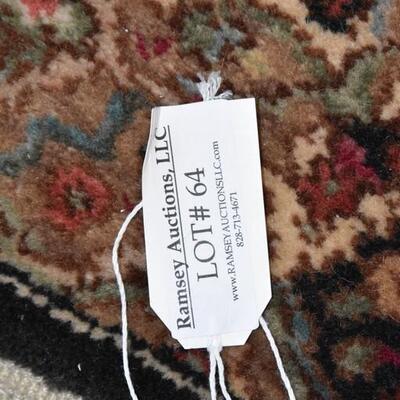 Ramsey Auctions, LLC
LOT# 64
www.RAMSEYAUCTIONSLLC.com
828-713-4671